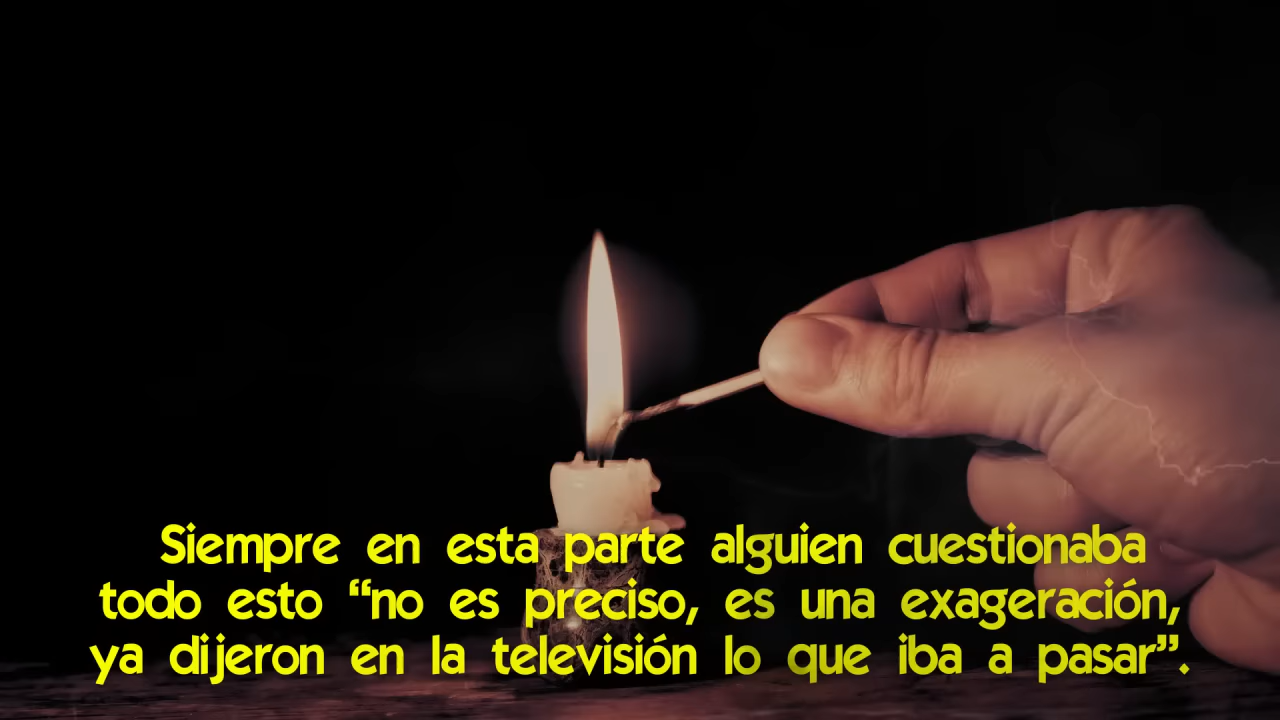 Siempre en esta parte alguien cuestionaba
todo esto “no es preciso, es una exageración,
ya dijeron en la televisión lo que iba a pasar”.